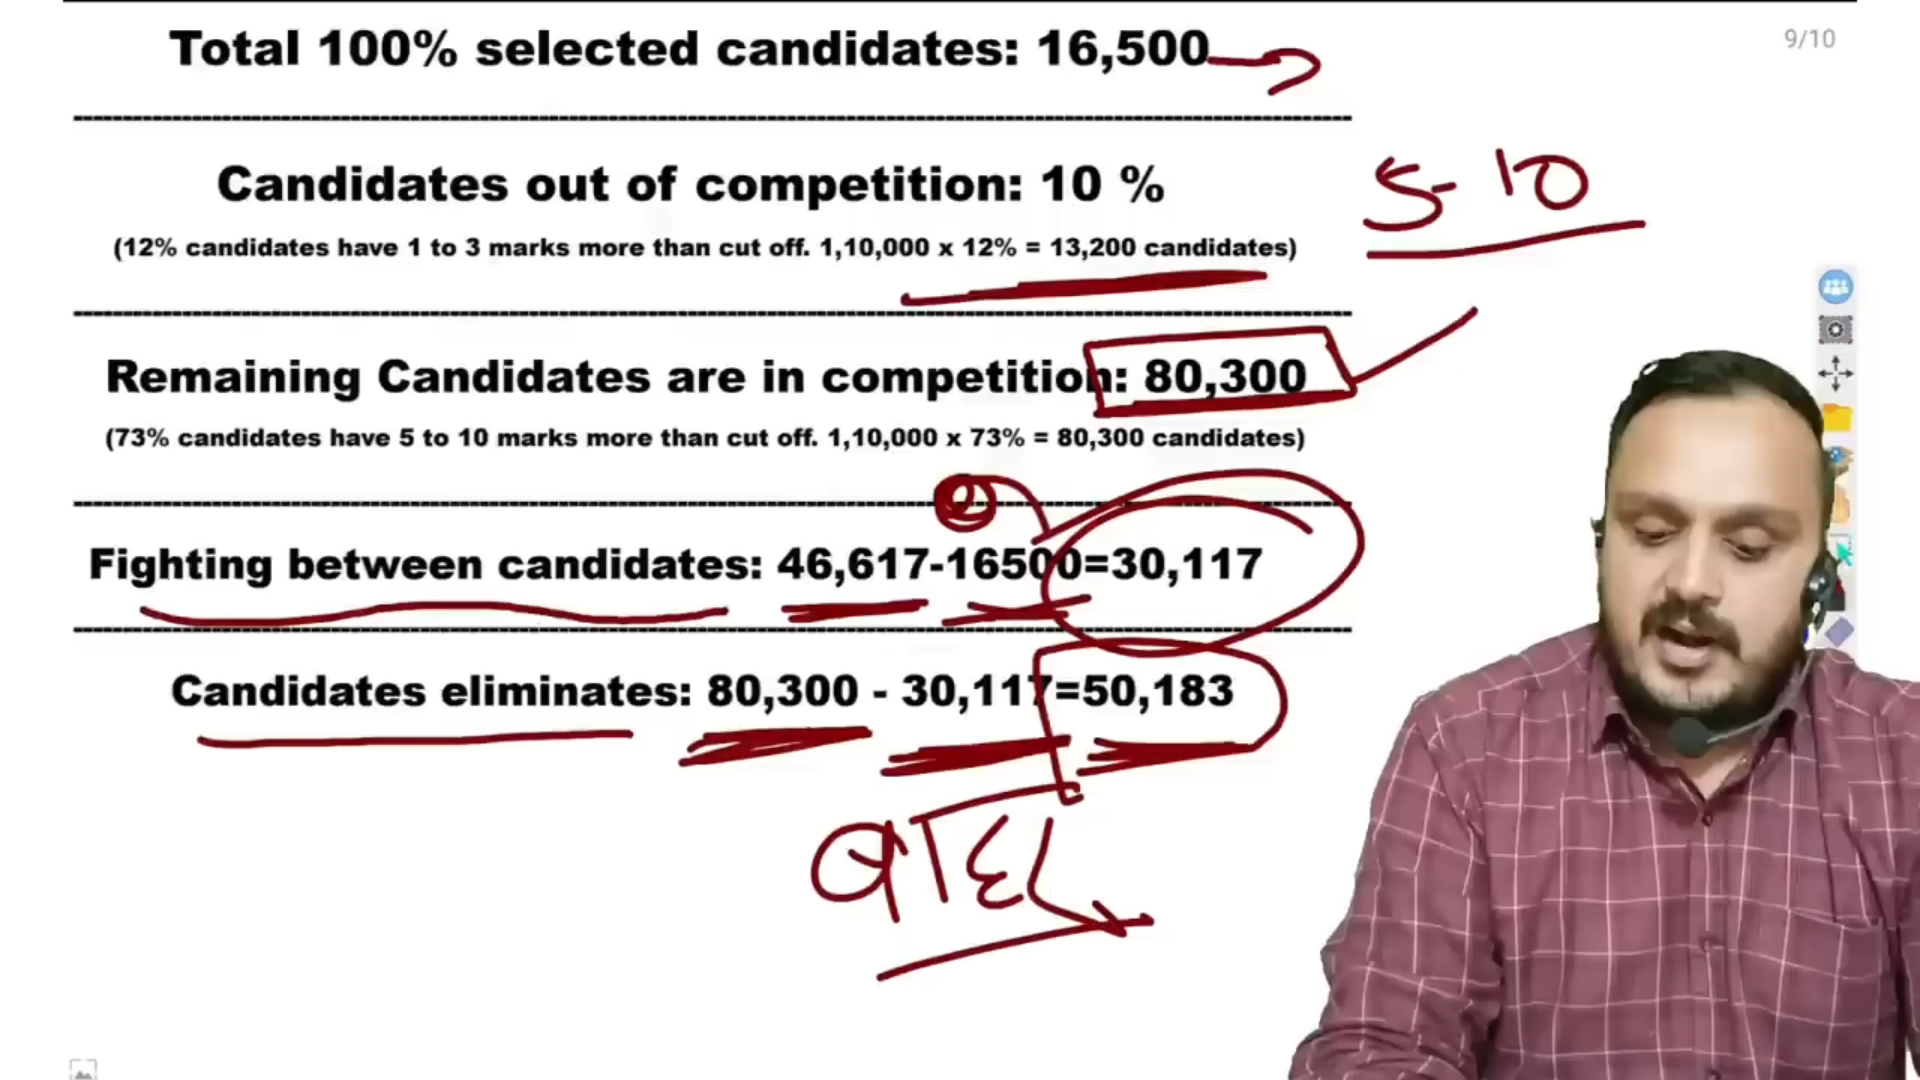 Total 100% selected candidates: 16,500
9/10
Candidates out of competition: 10 %
5-10
(12% candidates have 1 to 3 marks more than cut off. 1,10,000 x 12% = 13,200 candidates)
Remaining Candidates are in competition: 80,300
(73% candidates have 5 to 10 marks more than cut off. 1,10,000 x 73% = 80,300 candidates)
Fighting between candidates: 46,617-16500=30,117
Candidates eliminates: 80,300 - 30,117=50,183